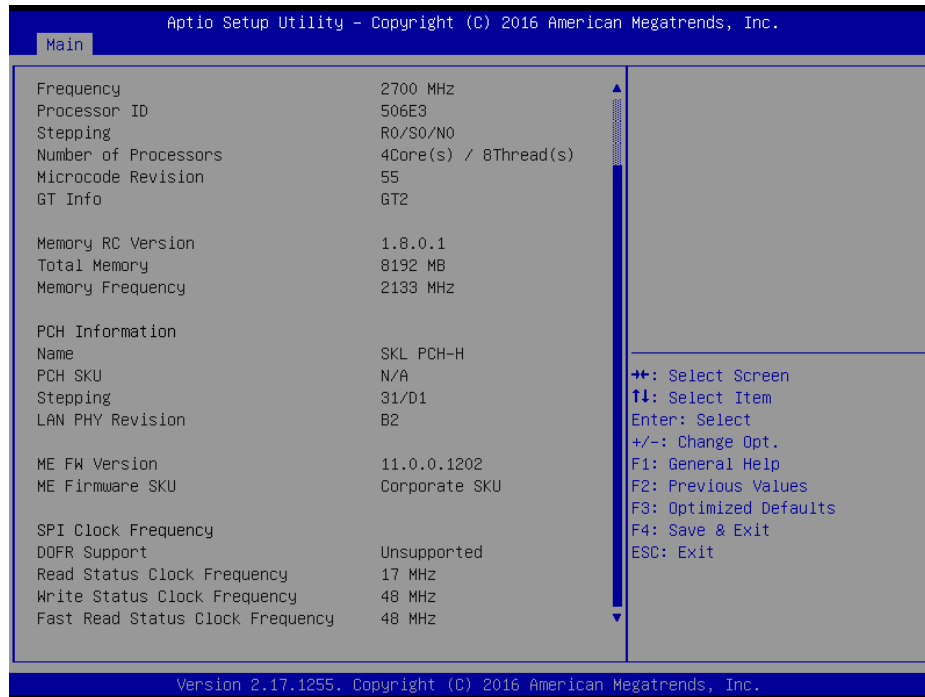 Aptio Setup Utility – Copyright (C) 2016 American Megatrends, Inc.
Main
Frequency 2700 MHz
Processor ID 506E3
Stepping R0/S0/N0
Number of Processors 4Core(s) / 8Thread(s)
Microcode Revision 55
GT Info GT2
Memory RC Version 1.8.0.1
Total Memory 8192 MB
Memory Frequency 2133 MHz
PCH Information
Name SKL PCH-H
PCH SKU N/A
Stepping 31/D1
LAN PHY Revision B2
ME FW Version 11.0.0.1202
ME Firmware SKU Corporate SKU
SPI Clock Frequency
DOFR Support Unsupported
Read Status Clock Frequency 17 MHz
Write Status Clock Frequency 48 MHz
Fast Read Status Clock Frequency 48 MHz
→←: Select Screen
↑↓: Select Item
Enter: Select
+/-: Change Opt.
F1: General Help
F2: Previous Values
F3: Optimized Defaults
F4: Save & Exit
ESC: Exit
Version 2.17.1255. Copyright (C) 2016 American Megatrends, Inc.